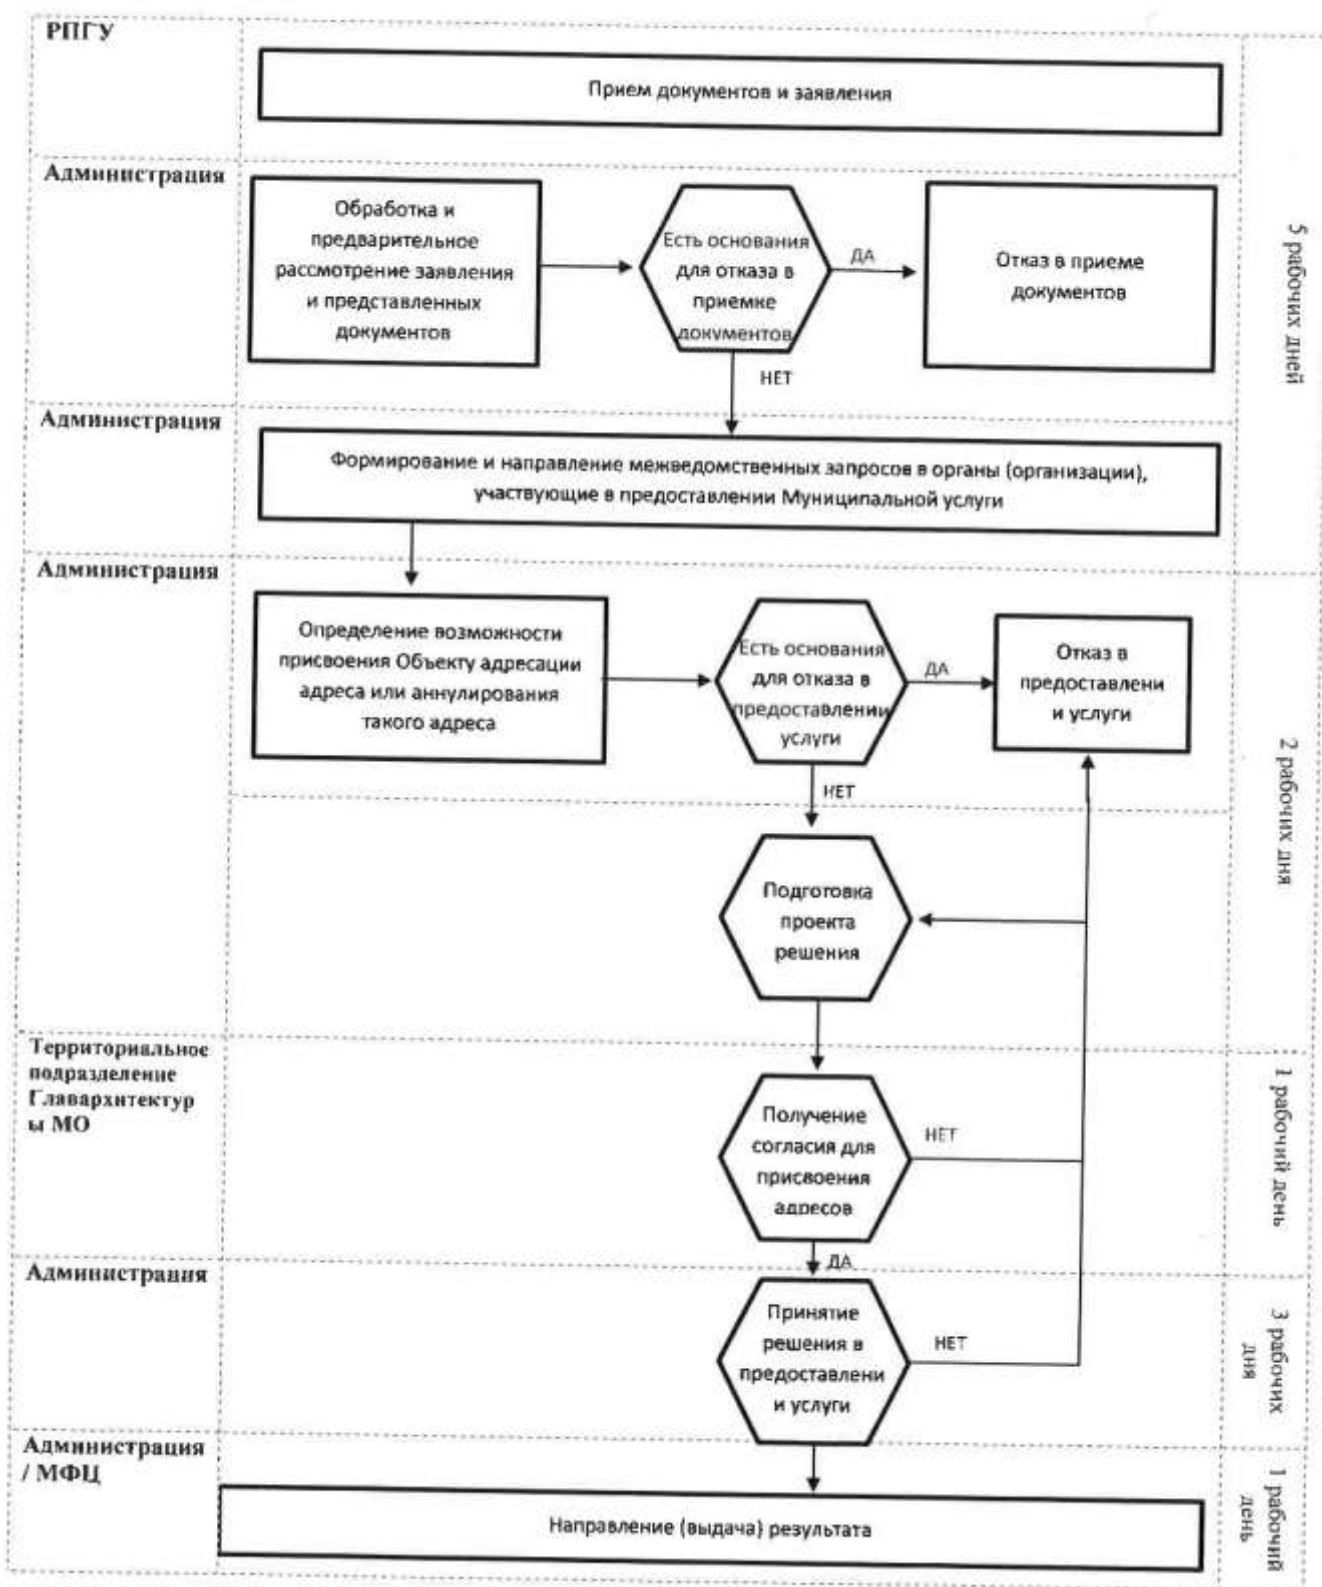 РПГУ
Прием документов и заявления
Администрация
Обработка и
предварительное
рассмотрение заявления
и представленных
документов
Есть основания
для отказа в
приемке
документов
ДА
Отказ в приеме
документов
НЕТ
5 рабочих дней
Администрация
Формирование и направление межведомственных запросов в органы (организации),
участвующие в предоставлении Муниципальной услуги
Администрация
Определение возможности
присвоения Объекту адресации
адреса или аннулирования
такого адреса
Есть основания
для отказа в
предоставлении
услуги
ДА
Отказ в
предоставлени
и услуги
НЕТ
2 рабочих дня
Подготовка
проекта
решения
Территориальное
подразделение
Главархитектур
ы МО
Получение
согласия для
присвоения
адресов
НЕТ
1 рабочий день
ДА
Администрация
Принятие
решения в
предоставлени
и услуги
НЕТ
3 рабочих
дня
Администрация
/ МФЦ
Направление (выдача) результата
1 рабочий
день